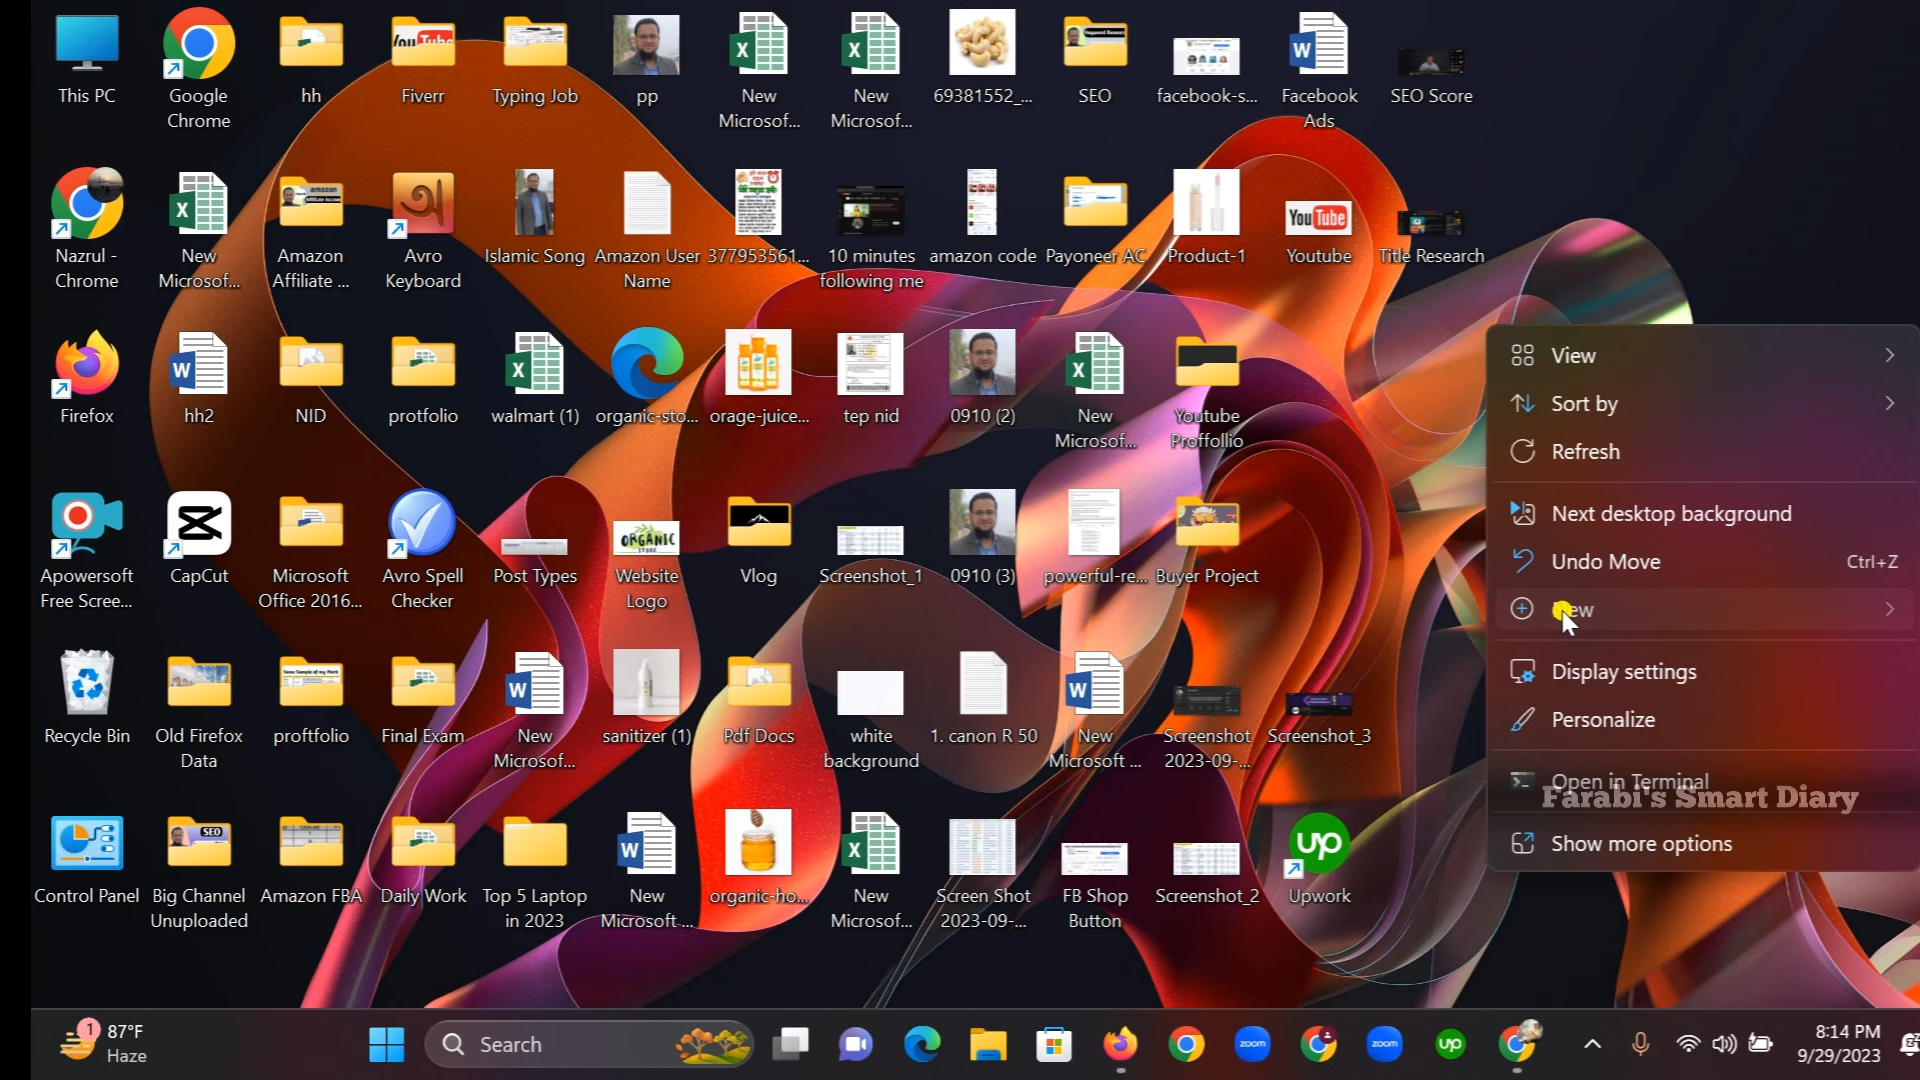 This PC
Google
Chrome
hh
Fiverr
Typing Job
pp
New
Microsof...
New
Microsof...
69381552_...
SEO
facebook-s...
Facebook
Ads
SEO Score
Nazrul -
Chrome
New
Microsof...
Amazon
Affiliate ...
Avro
Keyboard
Islamic Song
Amazon User
Name
377953561...
10 minutes
following me
amazon code
Payoneer AC
Product-1
YouTube
Youtube
Title Research
Firefox
hh2
NID
protfolio
walmart (1)
organic-sto...
orage-juice...
tep nid
0910 (2)
New
Microsof...
Youtube
Proffollio
Apowersoft
Free Scree...
CapCut
Microsoft
Office 2016...
Avro Spell
Checker
Post Types
ORGANIC
Website
Logo
Vlog
Screenshot_1
0910 (3)
powerful-re...
Buyer Project
Recycle Bin
Old Firefox
Data
proftfolio
Final Exam
New
Microsof...
sanitizer (1)
Pdf Docs
white
background
1. canon R 50
New
Microsoft ...
Screenshot
2023-09-...
Screenshot_3
Control Panel
SEO
Big Channel
Unuploaded
Amazon FBA
Daily Work
Top 5 Laptop
in 2023
New
Microsoft...
organic-ho...
New
Microsof...
Screen Shot
2023-09-...
FB Shop
Button
Screenshot_2
up
Upwork
View
Sort by
Refresh
Next desktop background
Undo Move Ctrl+Z
New
Display settings
Personalize
Open in Terminal
Farabi's Smart Diary
Show more options
1
87°F
Haze
Search
zoom
zoom
up
8:14 PM
9/29/2023